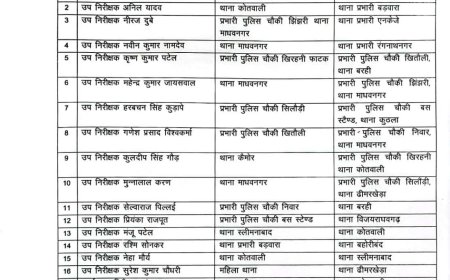 2 उप निरीक्षक अनिल यादव थाना कोतवाली थाना प्रभारी बड़वारा
3 उप निरीक्षक नीरज दुबे प्रभारी पुलिस चौकी झिंझरी थाना थाना प्रभारी एनकेजे
माधवनगर
4 उप निरीक्षक नवीन कुमार नामदेव थाना माधवनगर थाना प्रभारी रंगनाथनगर
5 उप निरीक्षक कृष्ण कुमार पटेल प्रभारी पुलिस चौकी खिरहनी फाटक प्रभारी पुलिस चौकी खितौली,
थाना बरही
6 उप निरीक्षक महेन्द्र कुमार जायसवाल थाना माधवनगर प्रभारी पुलिस चौकी झिंझरी,
थाना माधवनगर
7 उप निरीक्षक हरबचन सिंह कुड़ापे प्रभारी पुलिस चौकी सिलौंड़ी प्रभारी पुलिस चौकी बस
स्टैण्ड, थाना कुठला
8 उप निरीक्षक गणेश प्रसाद विश्वकर्मा प्रभारी पुलिस चौकी खितौली प्रभारी पुलिस चौकी निवार,
थाना माधवनगर
9 उप निरीक्षक कुलदीप सिंह गौड़ थाना कैमोर प्रभारी पुलिस चौकी खिरहनी
थाना कोतवाली
10 उप निरीक्षक मुन्नालाल करण थाना माधवनगर प्रभारी पुलिस चौकी सिलौंड़ी,
थाना ढीमरखेड़ा
11 उप निरीक्षक सेल्वाराज पिल्लई प्रभारी पुलिस चौकी निवार थाना बरही
12 उप निरीक्षक प्रियंका राजपूत प्रभारी पुलिस चौकी बस स्टेण्ड थाना विजयराघवगढ़
13 उप निरीक्षक मंजू पटेल थाना स्लीमनाबाद थाना कोतवाली
14 उप निरीक्षक रश्मि सोनकर थाना प्रभारी बड़वारा थाना बहोरीबंद
15 उप निरीक्षक नेहा मौर्य थाना कोतवाली थाना स्लीमनाबाद
16 उप निरीक्षक सुरेश कुमार चौधरी महिला थाना थाना ढीमरखेड़ा